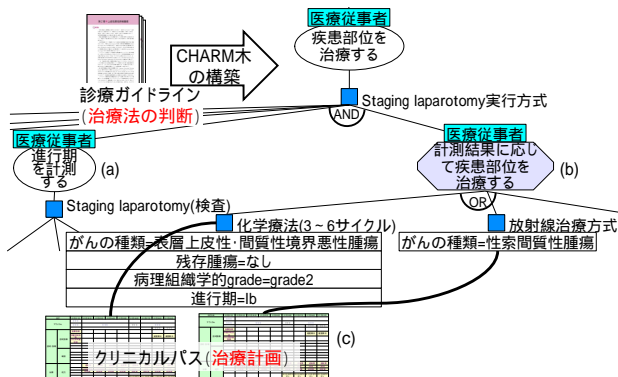 医療従事者
疾患部位を
治療する
CHARM木
の構築
診療ガイドライン
(治療法の判断)
Staging laparotomy実行方式
AND
医療従事者
進行期
を計測
する
(a)
医療従事者
計測結果に応じ
て疾患部位を
治療する
(b)
OR
Staging laparotomy(検査)
化学療法(3~6サイクル)
放射線治療方式
がんの種類=表層上皮性・間質性境界悪性腫瘍
残存腫瘍=なし
病理組織学的grade=grade2
進行期=Ib
がんの種類=性索間質性腫瘍
クリニカルパス(治療計画)
(c)